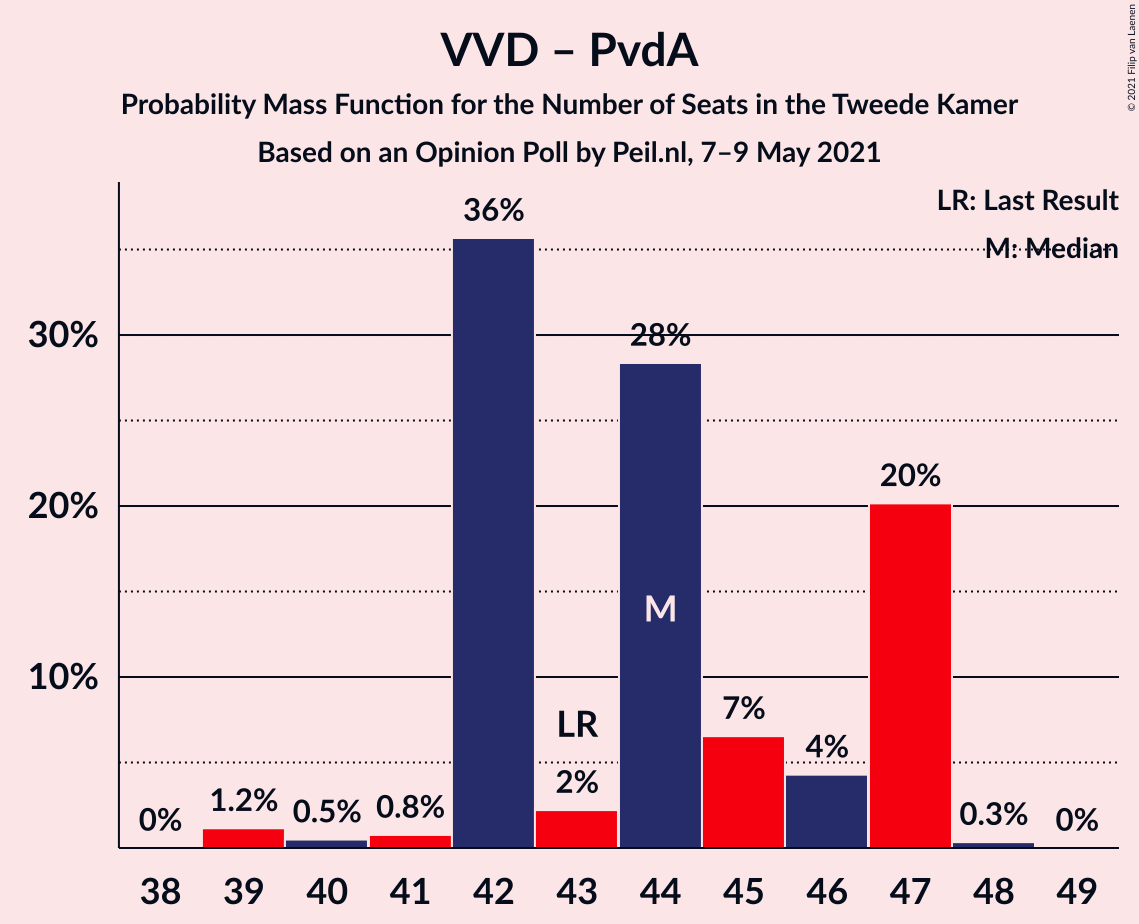 VVD – PvdA
Probability Mass Function for the Number of Seats in the Tweede Kamer
Based on an Opinion Poll by Peil.nl, 7–9 May 2021
© 2021 Filip van Laenen
LR: Last Result
M: Median
30%
20%
10%
0%
1.2%
0.5%
0.8%
36%
LR
2%
28%
M
7%
4%
20%
0.3%
0%
38 39 40 41 42 43 44 45 46 47 48 49